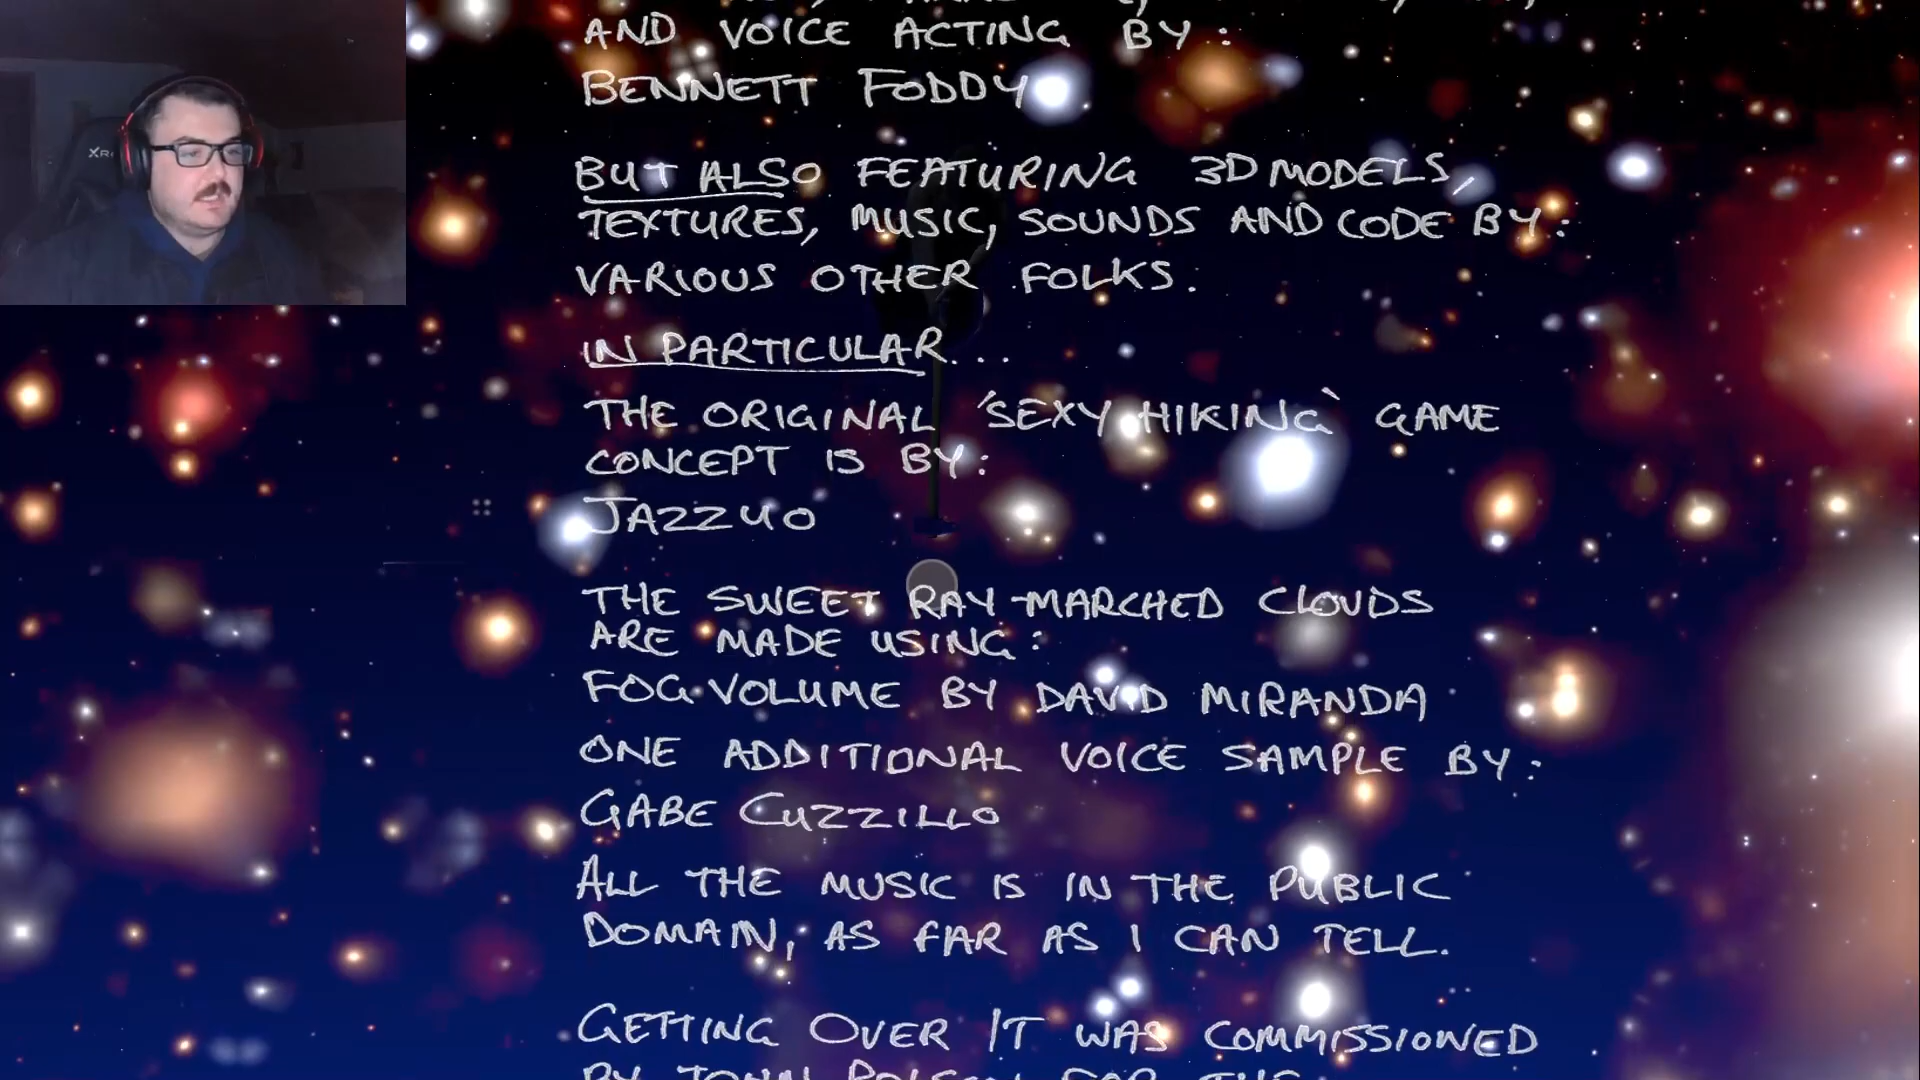 AND VOICE ACTING BY:
BENNETT FODDY
BUT ALSO FEATURING 3D MODELS,
TEXTURES, MUSIC, SOUNDS AND CODE BY:
VARIOUS OTHER FOLKS.
IN PARTICULAR...
THE ORIGINAL 'SEXY HIKING' GAME
CONCEPT IS BY:
JAZZUO
THE SWEET RAY-MARCHED CLOUDS
ARE MADE USING:
FOG VOLUME BY DAVID MIRANDA
ONE ADDITIONAL VOICE SAMPLE BY:
GABE CUZZILLO
ALL THE MUSIC IS IN THE PUBLIC
DOMAIN, AS FAR AS I CAN TELL.
GETTING OVER IT WAS COMMISSIONED